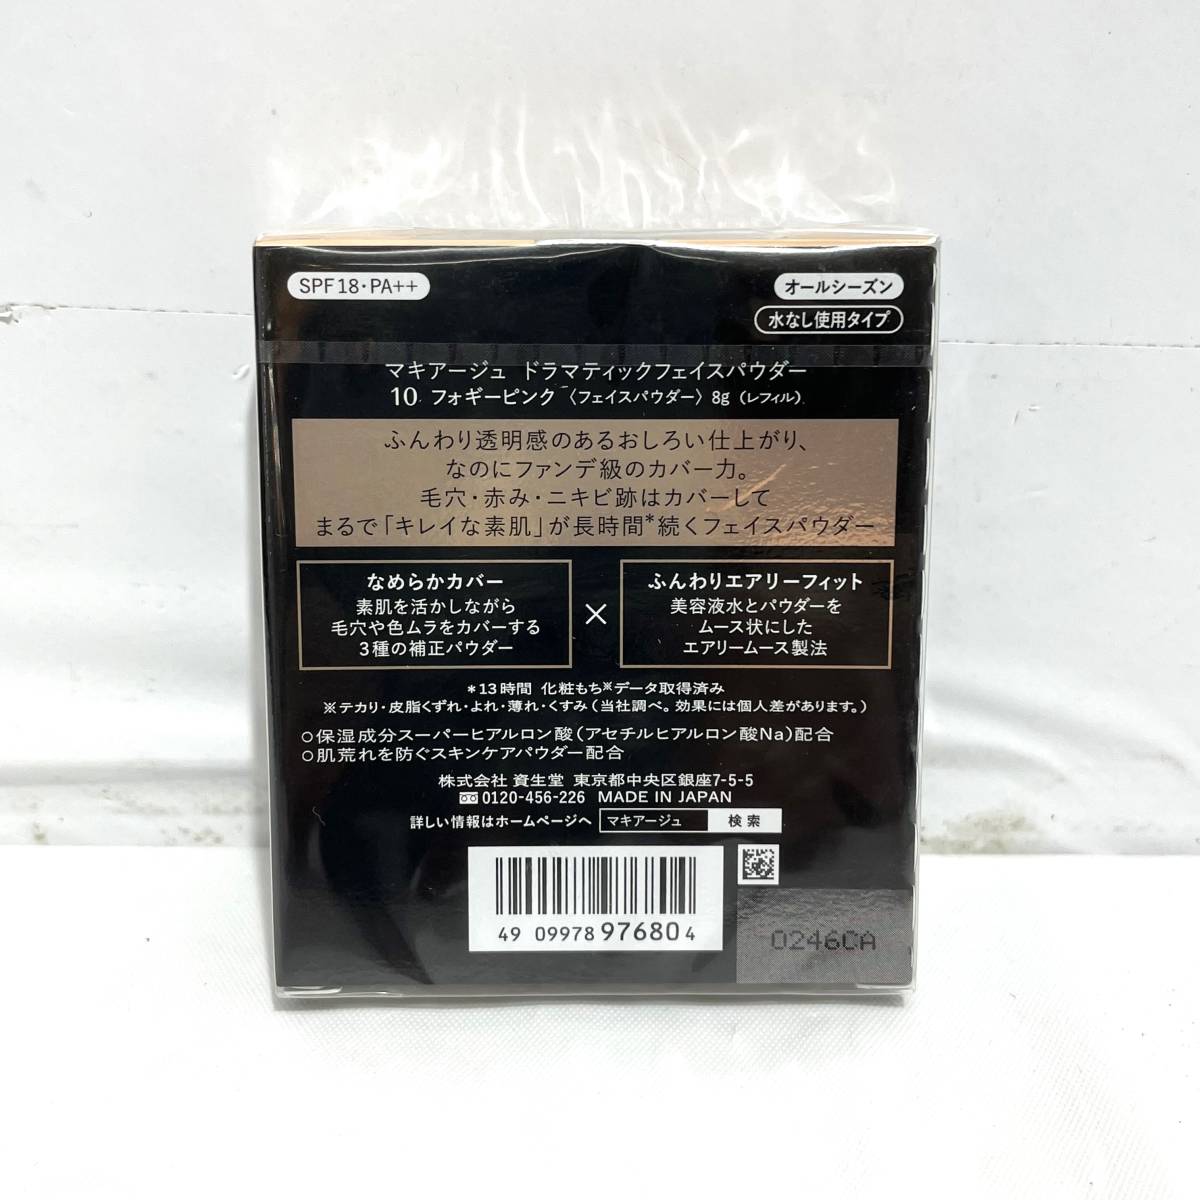 SPF18・PA++
オールシーズン
水なし使用タイプ
マキアージュ ドラマティックフェイスパウダー
10 フォギーピンク〈フェイスパウダー〉8g（レフィル）
ふんわり透明感のあるおしろい仕上がり、
なのにファンデ級のカバー力。
毛穴・赤み・ニキビ跡はカバーして
まるで「キレイな素肌」が長時間*続くフェイスパウダー
なめらかカバー
素肌を活かしながら
毛穴や色ムラをカバーする
3種の補正パウダー
×
ふんわりエアリーフィット
美容液水とパウダーを
ムース状にした
エアリームース製法
*13時間 化粧もち※データ取得済み
※テカリ・皮脂くずれ・よれ・薄れ・くすみ（当社調べ。効果には個人差があります。）
○保湿成分スーパーヒアルロン酸（アセチルヒアルロン酸Na）配合
○肌荒れを防ぐスキンケアパウダー配合
株式会社 資生堂 東京都中央区銀座7-5-5
0120-456-226 MADE IN JAPAN
詳しい情報はホームページへ マキアージュ 検索
4909978976804
0246CA